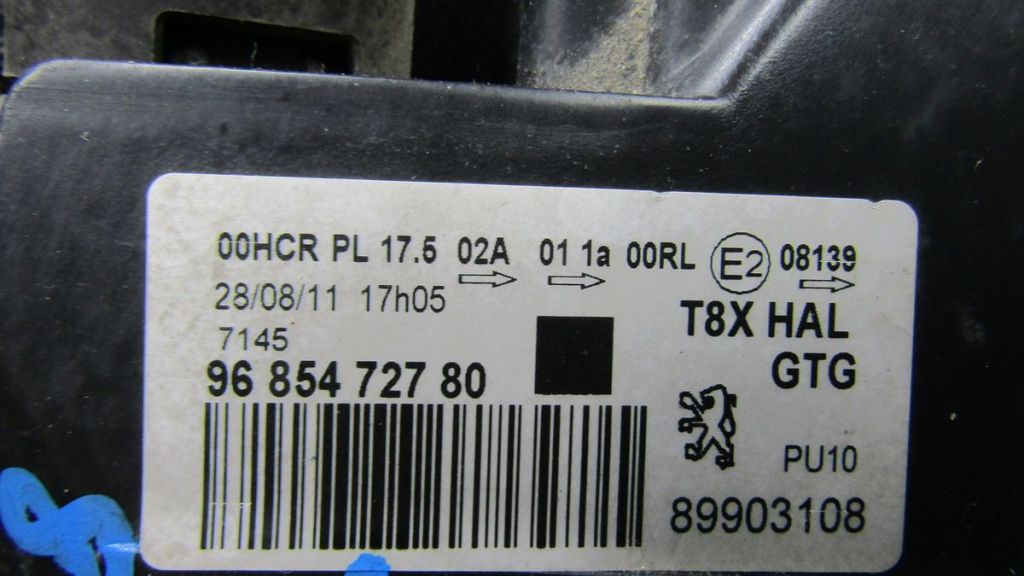 00HCR PL 17.5 02A 01 1a 00RL E2 08139
28/08/11 17h05
T8X HAL
7145
GTG
96 854 727 80
PU10
89903108